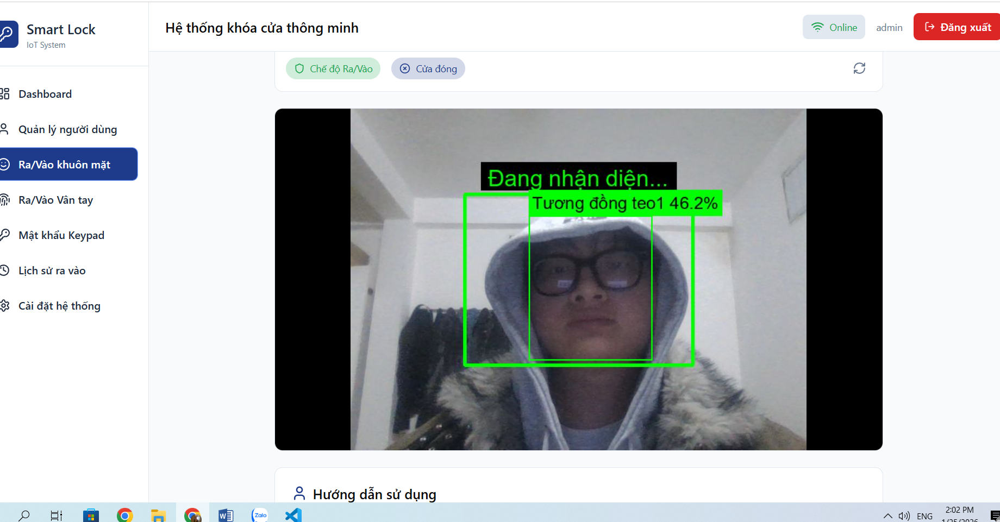 Smart Lock
IoT System
Hệ thống khóa cửa thông minh
Online
admin
Đăng xuất
Chế độ Ra/Vào
Cửa đóng
Dashboard
Quản lý người dùng
Ra/Vào khuôn mặt
Ra/Vào Vân tay
Mật khẩu Keypad
Lịch sử ra vào
Cài đặt hệ thống
Đang nhận diện...
Tương đồng teo1 46.2%
Hướng dẫn sử dụng
Zalo
ENG
2:02 PM
1/25/2026